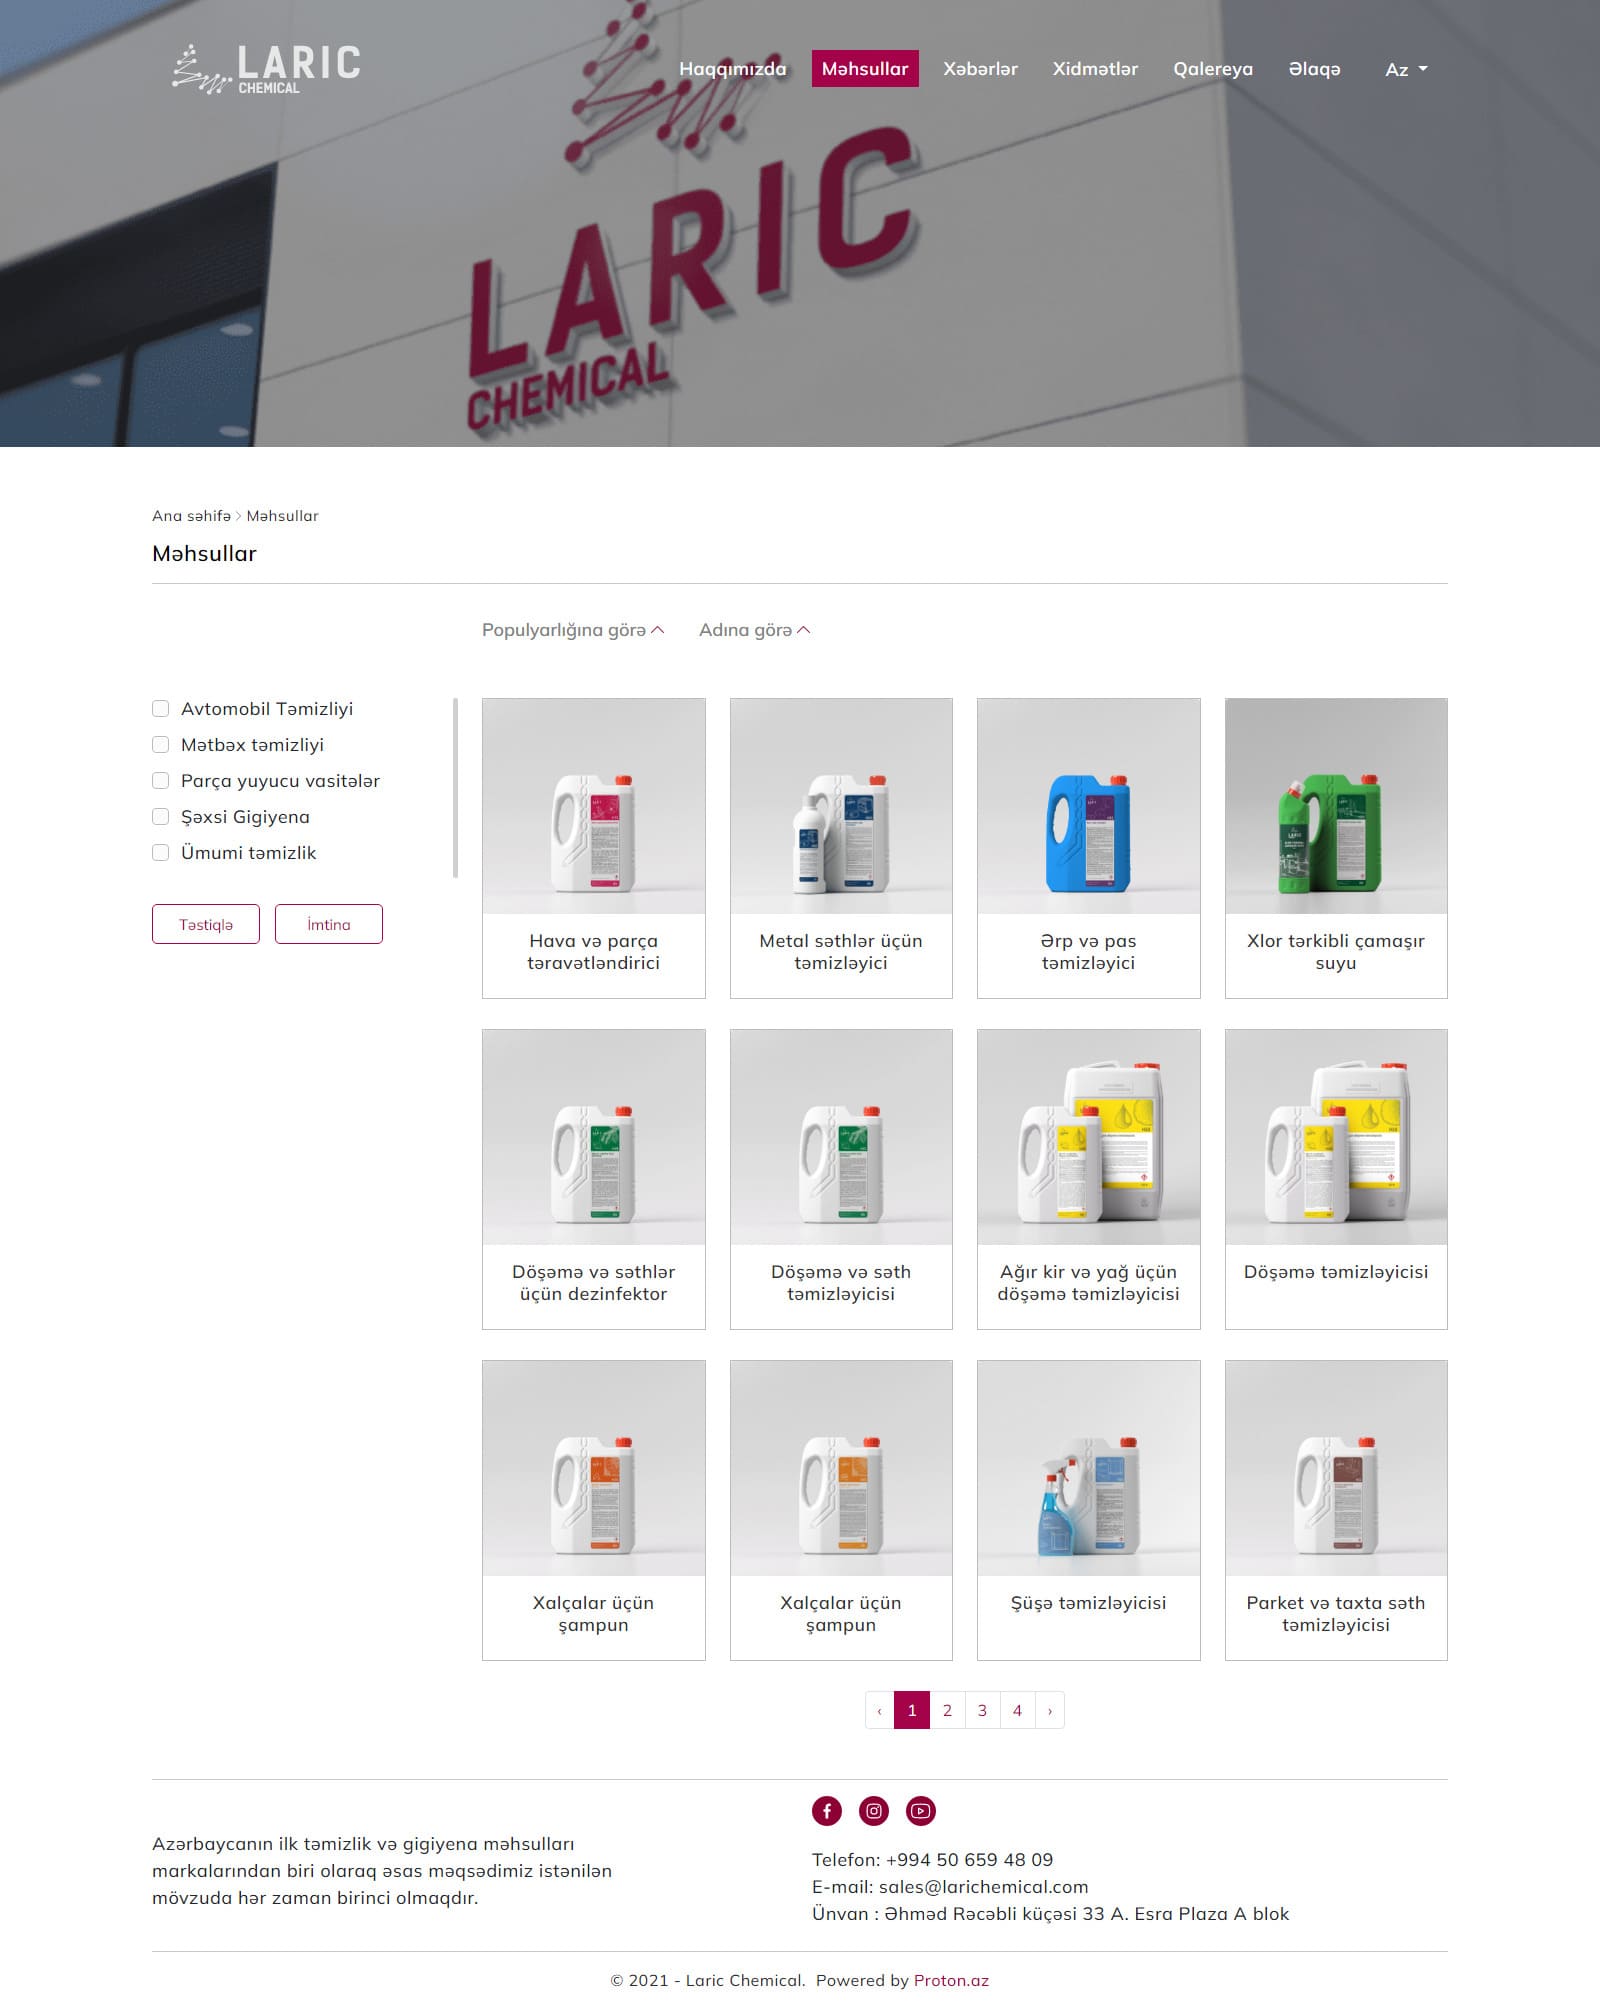 LARIC
CHEMICAL
Haqqımızda
Məhsullar
Xəbərlər
Xidmətlər
Qalereya
Əlaqə
Az
LARIC
CHEMICAL
Ana səhifə > Məhsullar
Məhsullar
Populyarlığına görə
Adına görə
Avtomobil Təmizliyi
Mətbəx təmizliyi
Parça yuyucu vasitələr
Şəxsi Gigiyena
Ümumi təmizlik
Təstiqlə
İmtina
Hava və parça
təravətləndirici
Metal səthlər üçün
təmizləyici
Ərp və pas
təmizləyici
Xlor tərkibli çamaşır
suyu
Döşəmə və səthlər
üçün dezinfektor
Döşəmə və səth
təmizləyicisi
Ağır kir və yağ üçün
döşəmə təmizləyicisi
Döşəmə təmizləyicisi
Xalçalar üçün
şampun
Xalçalar üçün
şampun
Şüşə təmizləyicisi
Parket və taxta səth
təmizləyicisi
‹ 1 2 3 4 ›
Azərbaycanın ilk təmizlik və gigiyena məhsulları
markalarından biri olaraq əsas məqsədimiz istənilən
mövzuda hər zaman birinci olmaqdır.
Telefon: +994 50 659 48 09
E-mail: sales@larichemical.com
Ünvan : Əhməd Rəcəbli küçəsi 33 A. Esra Plaza A blok
© 2021 - Laric Chemical. Powered by Proton.az